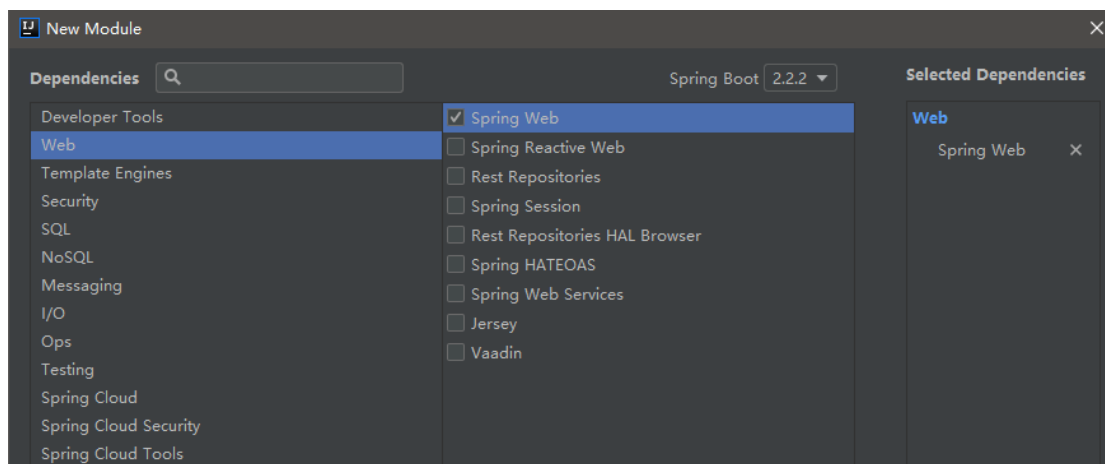 New Module
Dependencies
Spring Boot 2.2.2
Selected Dependencies
Developer Tools
Web
Template Engines
Security
SQL
NoSQL
Messaging
I/O
Ops
Testing
Spring Cloud
Spring Cloud Security
Spring Cloud Tools
Spring Web
Spring Reactive Web
Rest Repositories
Spring Session
Rest Repositories HAL Browser
Spring HATEOAS
Spring Web Services
Jersey
Vaadin
Web
Spring Web